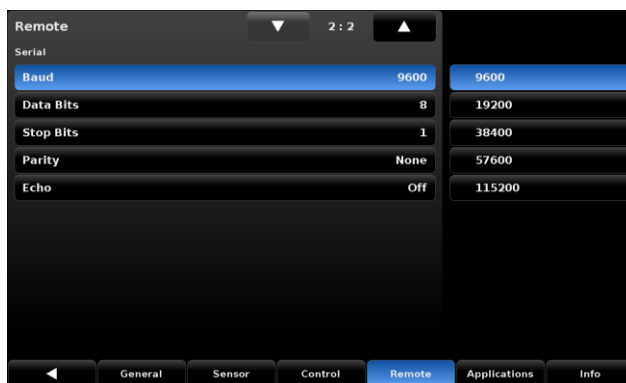 Remote 2 : 2
Serial
Baud 9600 9600
Data Bits 8 19200
Stop Bits 1 38400
Parity None 57600
Echo Off 115200
General Sensor Control Remote Applications Info